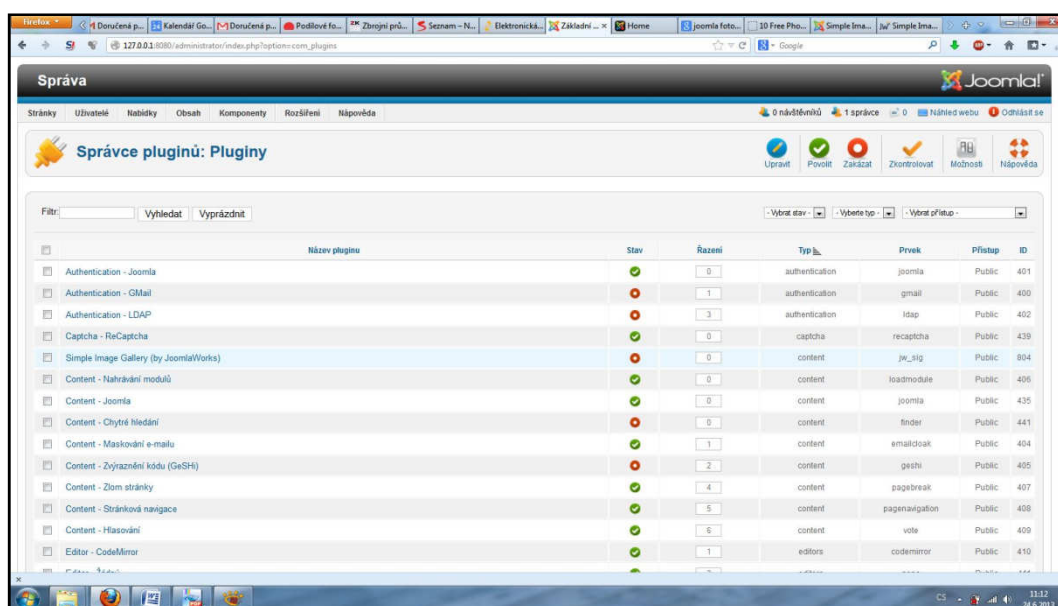 Firefox
Doručená p... Kalendář Go... Doručená p... Podílové fo... Zbrojní prů... Seznam – N... Elektronická... Základní ... × Home joomla foto... 10 Free Pho... Simple Ima... Simple Ima...
127.0.0.1:8080/administrator/index.php?option=com_plugins Google
Správa Joomla!
Stránky Uživatelé Nabídky Obsah Komponenty Rozšíření Nápověda 0 návštěvníků 1 správce 0 Náhled webu Odhlásit se
Správce pluginů: Pluginy Upravit Povolit Zakázat Zkontrolovat Možnosti Nápověda
Filtr: Vyhledat Vyprázdnit - Vybrat stav - - Vyberte typ - - Vybrat přístup -
Název pluginu Stav Řazení Typ Prvek Přístup ID
Authentication - Joomla 0 authentication joomla Public 401
Authentication - GMail 1 authentication gmail Public 400
Authentication - LDAP 3 authentication ldap Public 402
Captcha - ReCaptcha 0 captcha recaptcha Public 439
Simple Image Gallery (by JoomlaWorks) 0 content jw_sig Public 804
Content - Nahrávání modulů 0 content loadmodule Public 406
Content - Joomla 0 content joomla Public 435
Content - Chytré hledání 0 content finder Public 441
Content - Maskování e-mailu 1 content emailcloak Public 404
Content - Zvýraznění kódu (GeSHi) 2 content geshi Public 405
Content - Zlom stránky 4 content pagebreak Public 407
Content - Stránková navigace 5 content pagenavigation Public 408
Content - Hlasování 6 content vote Public 409
Editor - CodeMirror 1 editors codemirror Public 410
×
CS 11:12
24.6.2013